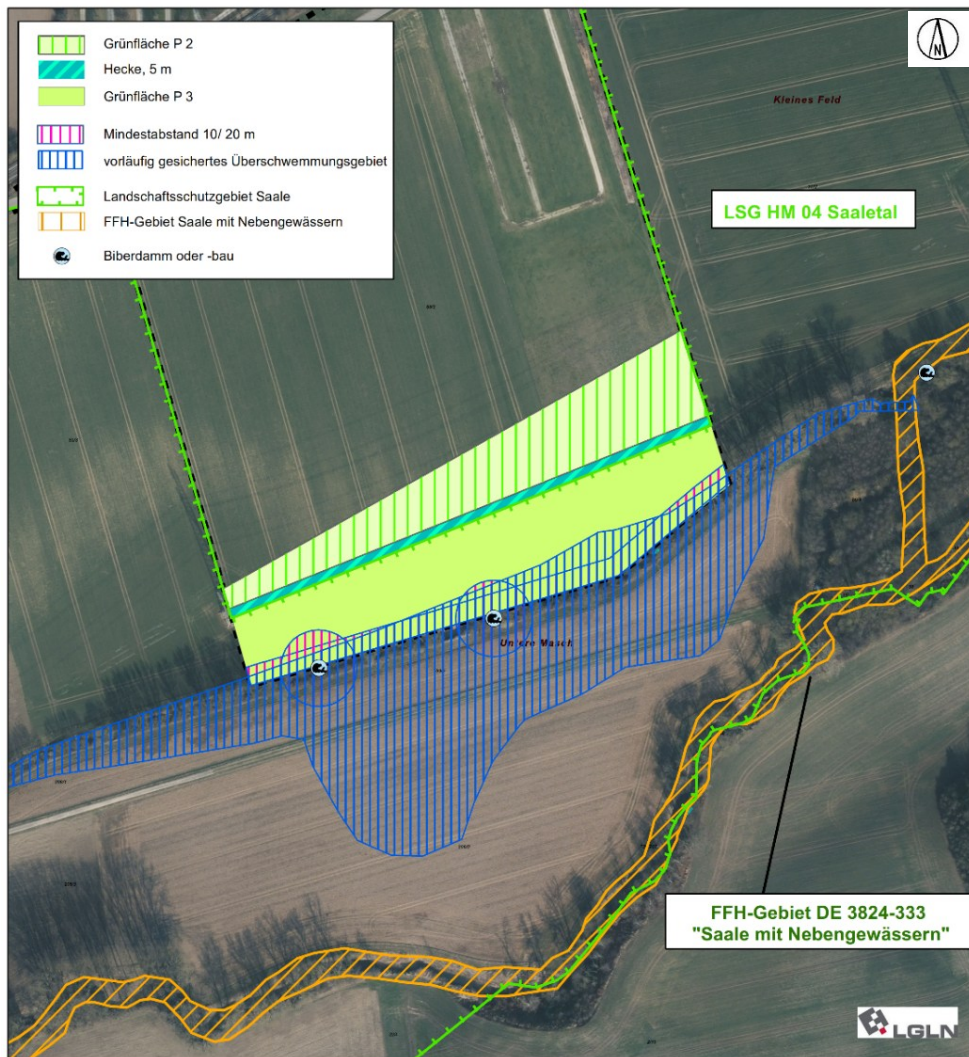 Grünfläche P 2
Hecke, 5 m
Grünfläche P 3
Mindestabstand 10/ 20 m
vorläufig gesichertes Überschwemmungsgebiet
Landschaftsschutzgebiet Saale
FFH-Gebiet Saale mit Nebengewässern
Biberdamm oder -bau
N
Kleines Feld
LSG HM 04 Saaletal
Untere Masch
FFH-Gebiet DE 3824-333
"Saale mit Nebengewässern"
LGLN